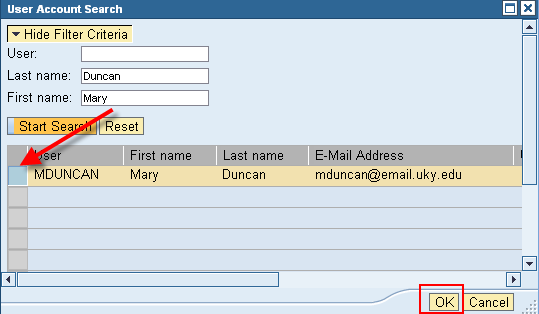 User Account Search
Hide Filter Criteria
User:
Last name: Duncan
First name: Mary
Start Search Reset
User First name Last name E-Mail Address
MDUNCAN Mary Duncan mduncan@email.uky.edu
OK Cancel